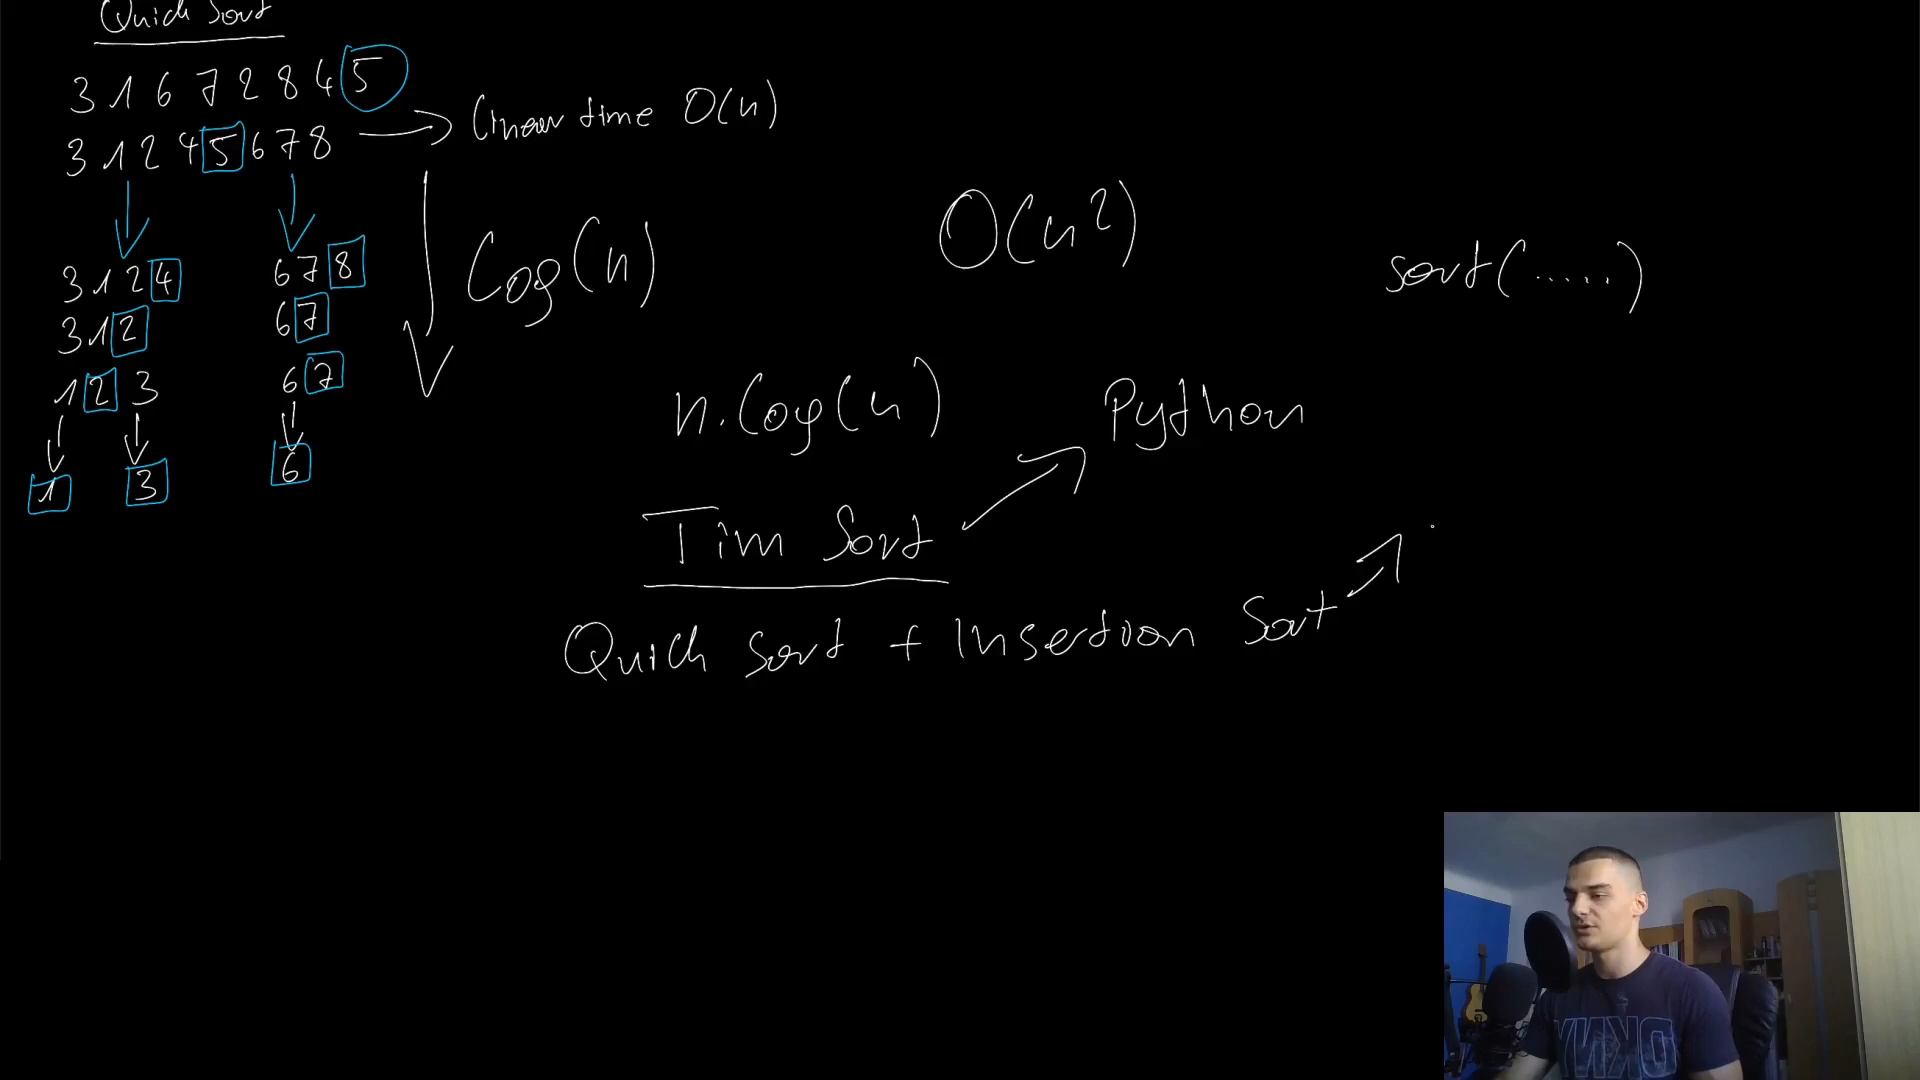 Quick Sort
3 1 6 7 2 8 4 5
3 1 2 4 5 6 7 8
linear time O(n)
Log(n)
O(n²)
sort(.....)
3 1 2 4
6 7 8
3 1 2
6 7
1 2 3
6 7
1
3
6
n.Log(n)
Python
Tim Sort
Quick Sort + Insertion Sort